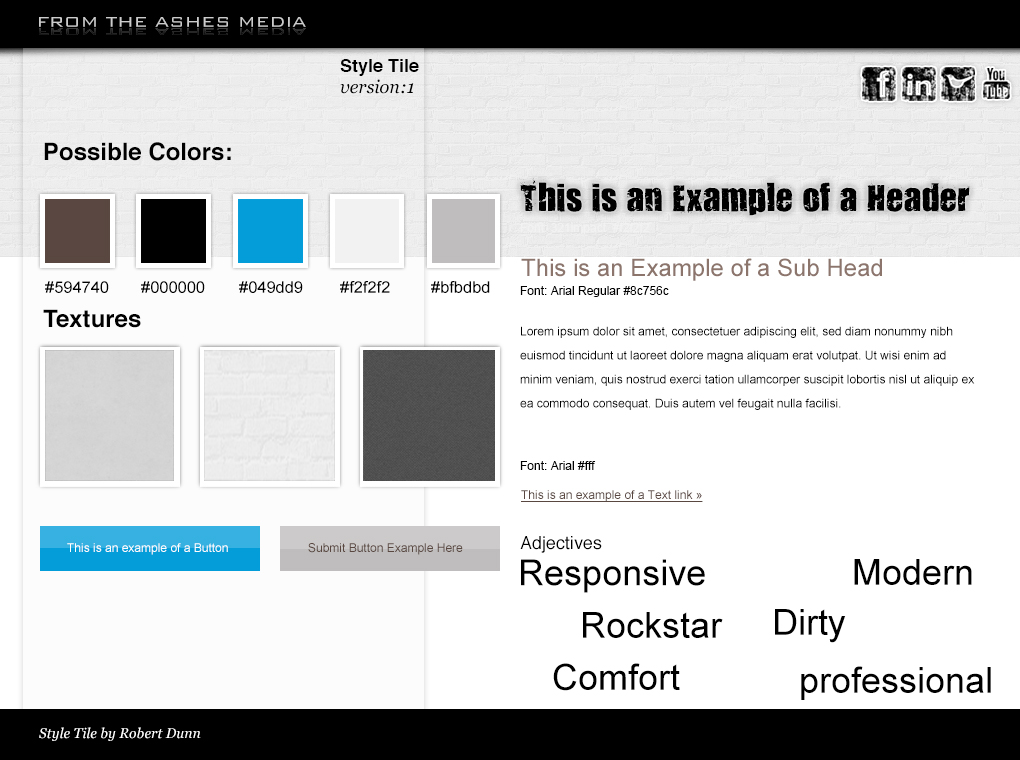 FROM THE ASHES MEDIA
Style Tile
version:1
f in You Tube
Possible Colors:
#594740 #000000 #049dd9 #f2f2f2 #bfbdbd
Textures
This is an example of a Button
Submit Button Example Here
This is an Example of a Header
This is an Example of a Sub Head
Font: Arial Regular #8c756c
Lorem ipsum dolor sit amet, consectetuer adipiscing elit, sed diam nonummy nibh
euismod tincidunt ut laoreet dolore magna aliquam erat volutpat. Ut wisi enim ad
minim veniam, quis nostrud exerci tation ullamcorper suscipit lobortis nisl ut aliquip ex
ea commodo consequat. Duis autem vel feugait nulla facilisi.
Font: Arial #fff
This is an example of a Text link »
Adjectives
Responsive
Modern
Rockstar
Dirty
Comfort
professional
Style Tile by Robert Dunn